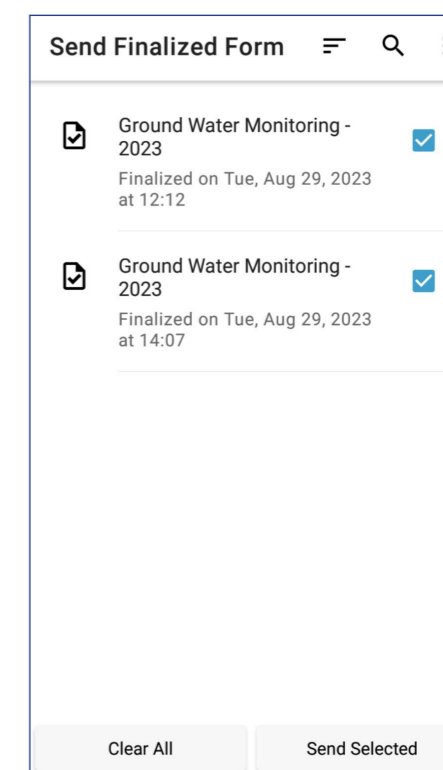 Send Finalized Form
Ground Water Monitoring -
2023
Finalized on Tue, Aug 29, 2023
at 12:12
Ground Water Monitoring -
2023
Finalized on Tue, Aug 29, 2023
at 14:07
Clear All
Send Selected